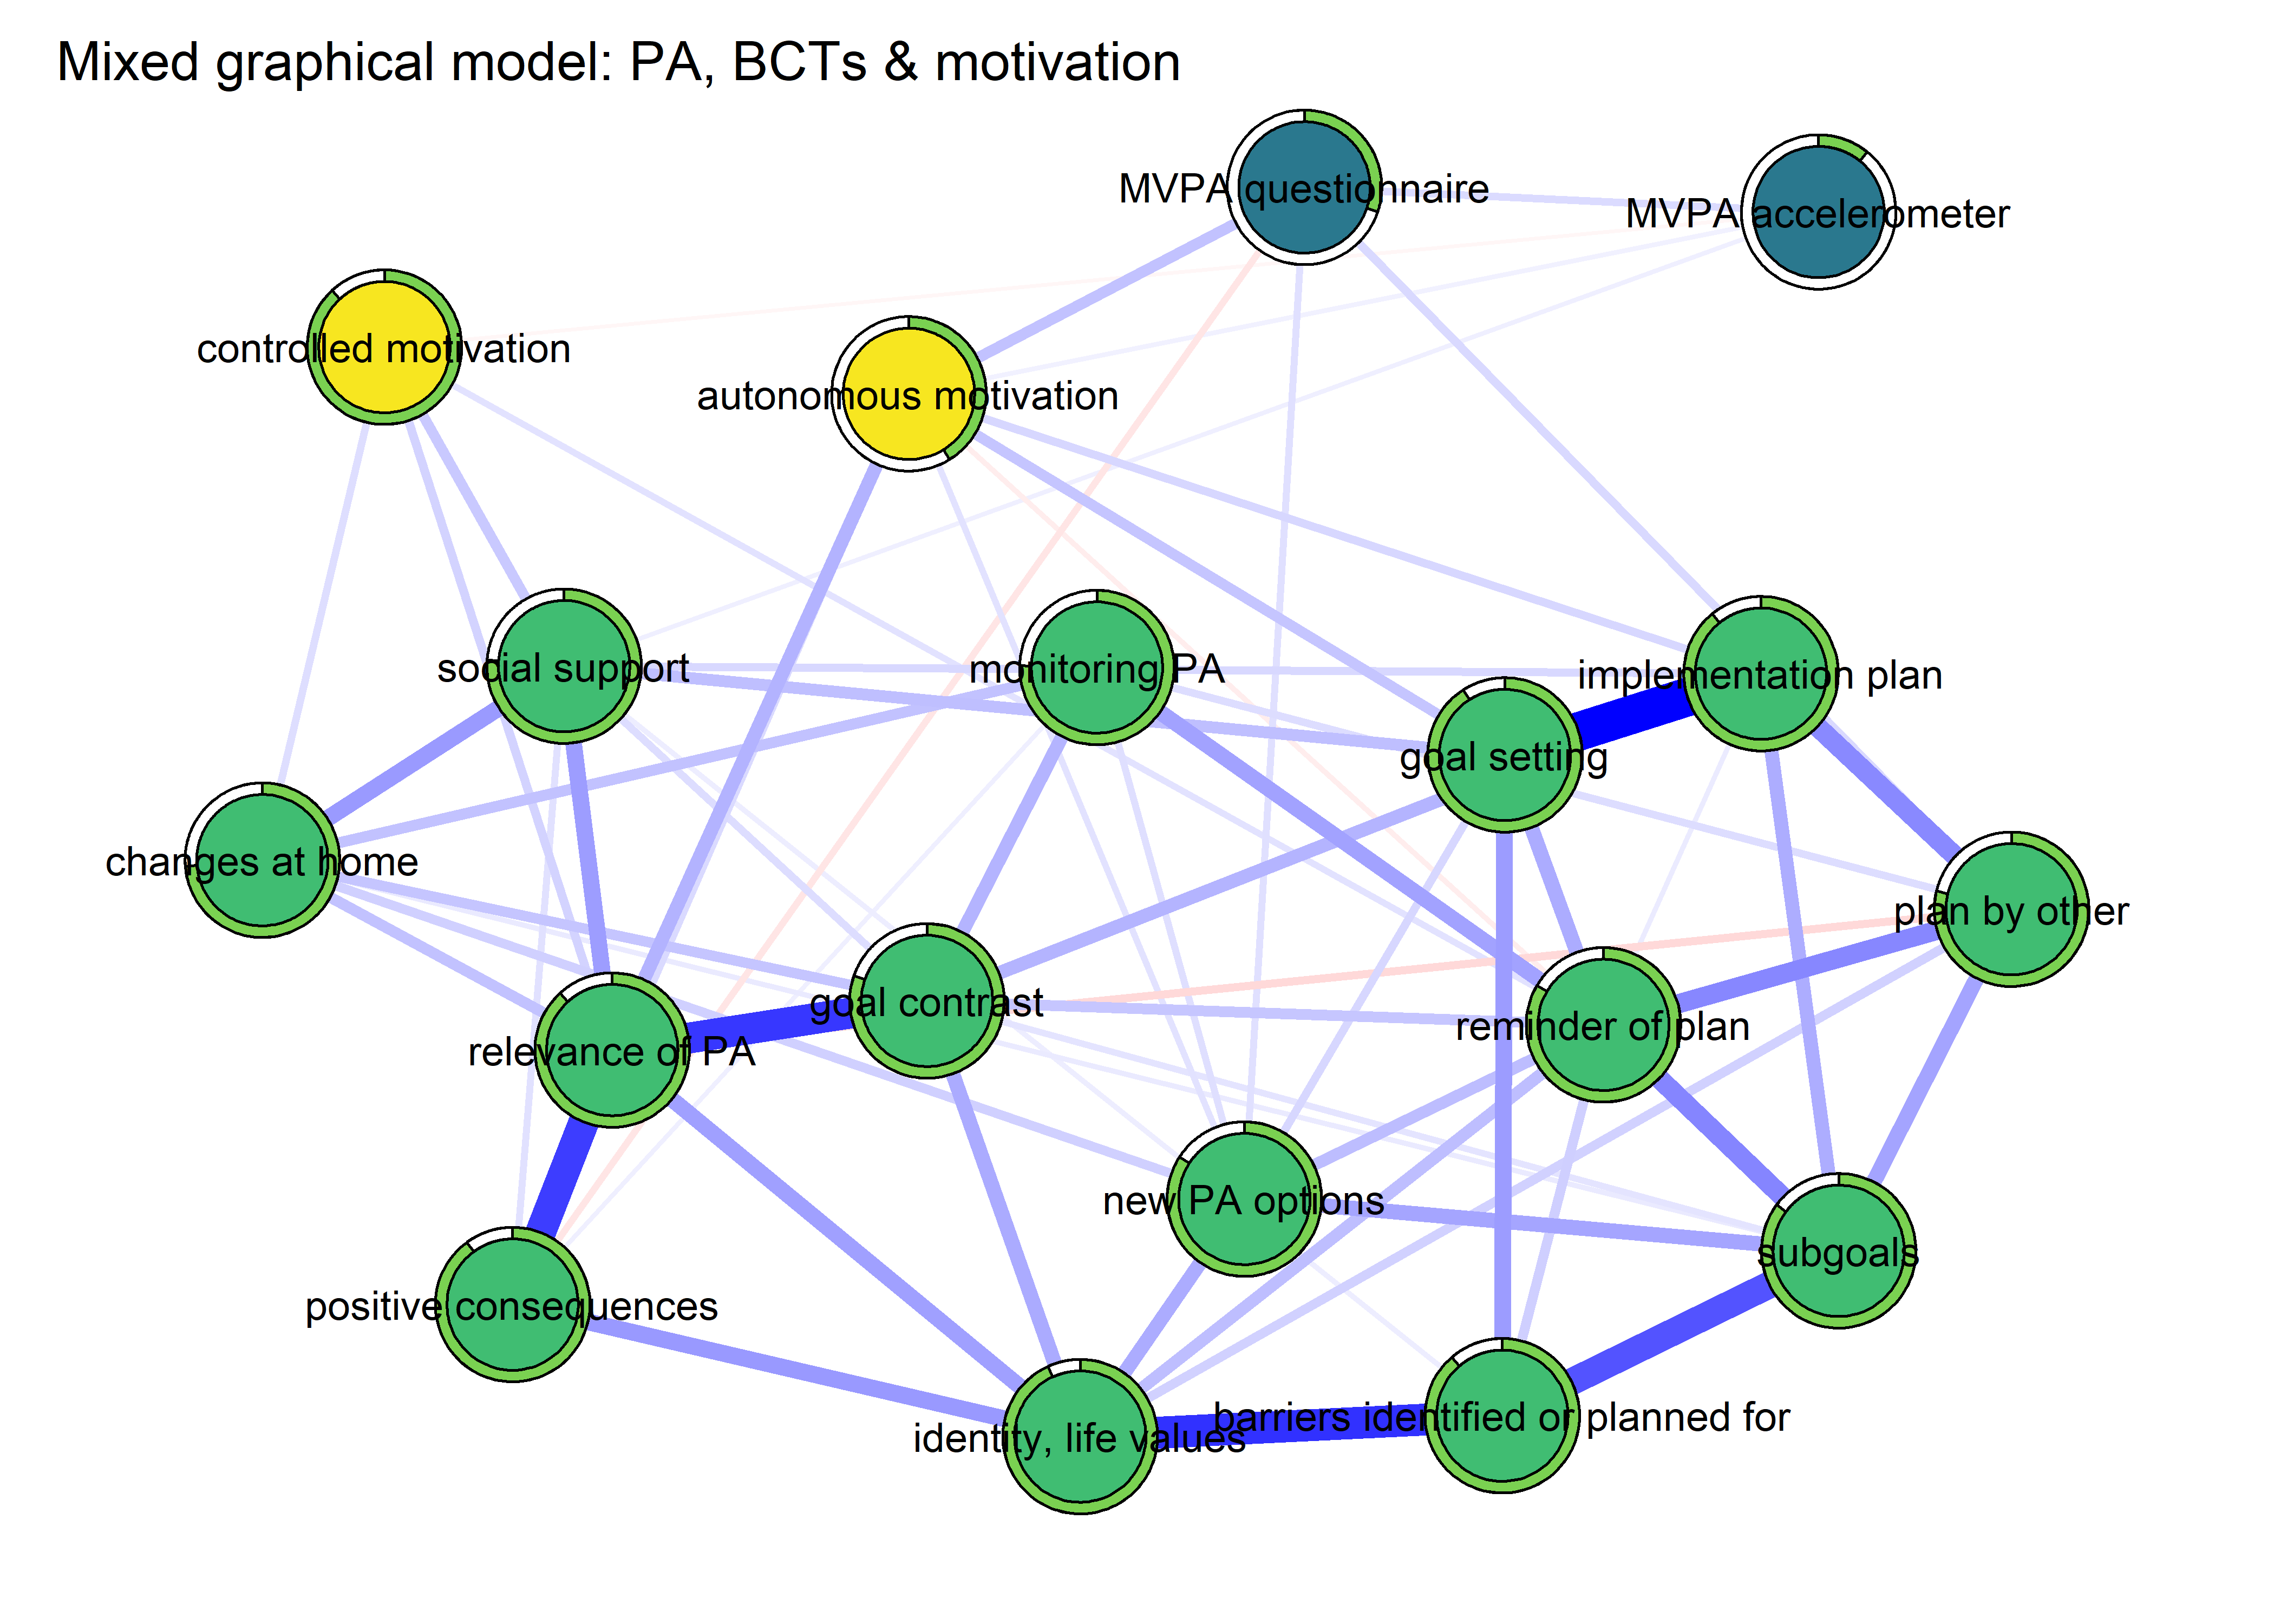 Mixed graphical model: PA, BCTs & motivation
MVPA questionnaire
MVPA accelerometer
controlled motivation
autonomous motivation
social support
monitoring PA
implementation plan
goal setting
changes at home
plan by other
goal contrast
reminder of plan
relevance of PA
new PA options
subgoals
positive consequences
barriers identified or planned for
identity, life values